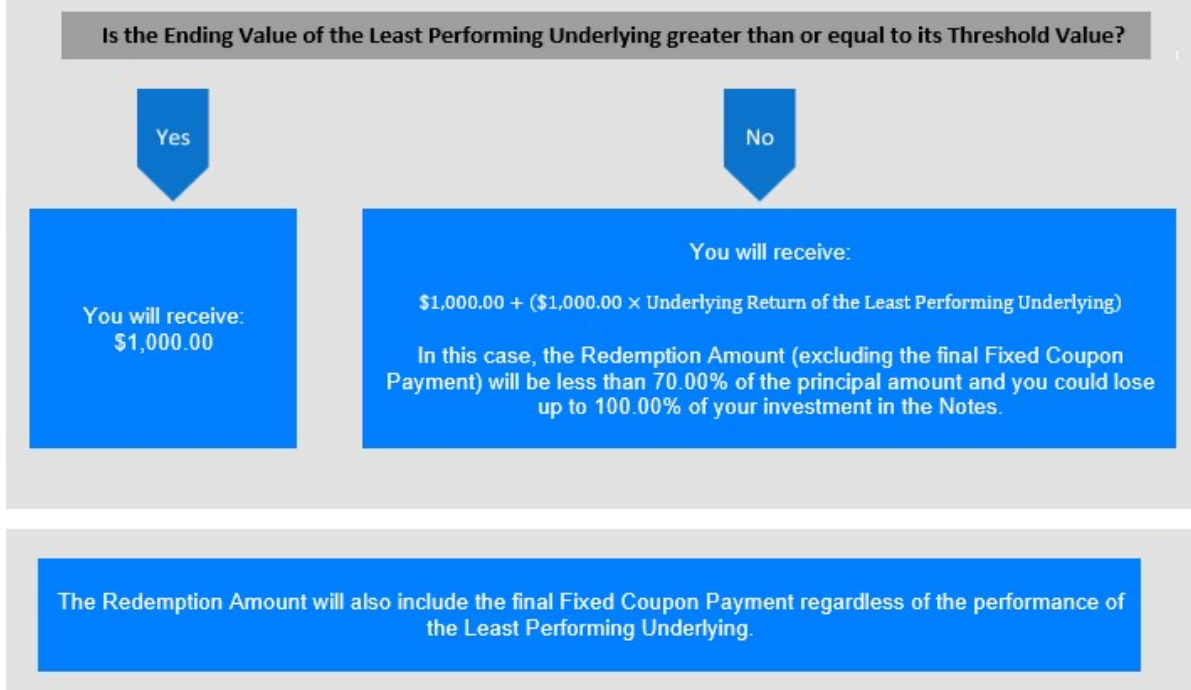 Is the Ending Value of the Least Performing Underlying greater than or equal to its Threshold Value?
Yes
No
You will receive:
$1,000.00
You will receive:
$1,000.00 + ($1,000.00 × Underlying Return of the Least Performing Underlying)
In this case, the Redemption Amount (excluding the final Fixed Coupon
Payment) will be less than 70.00% of the principal amount and you could lose
up to 100.00% of your investment in the Notes.
The Redemption Amount will also include the final Fixed Coupon Payment regardless of the performance of
the Least Performing Underlying.